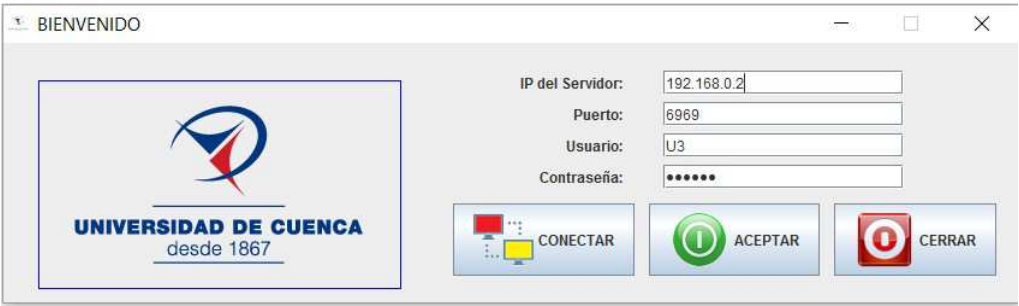 BIENVENIDO
UNIVERSIDAD DE CUENCA
desde 1867
IP del Servidor: 192.168.0.2
Puerto: 6969
Usuario: U3
Contraseña: ●●●●●●
CONECTAR ACEPTAR CERRAR